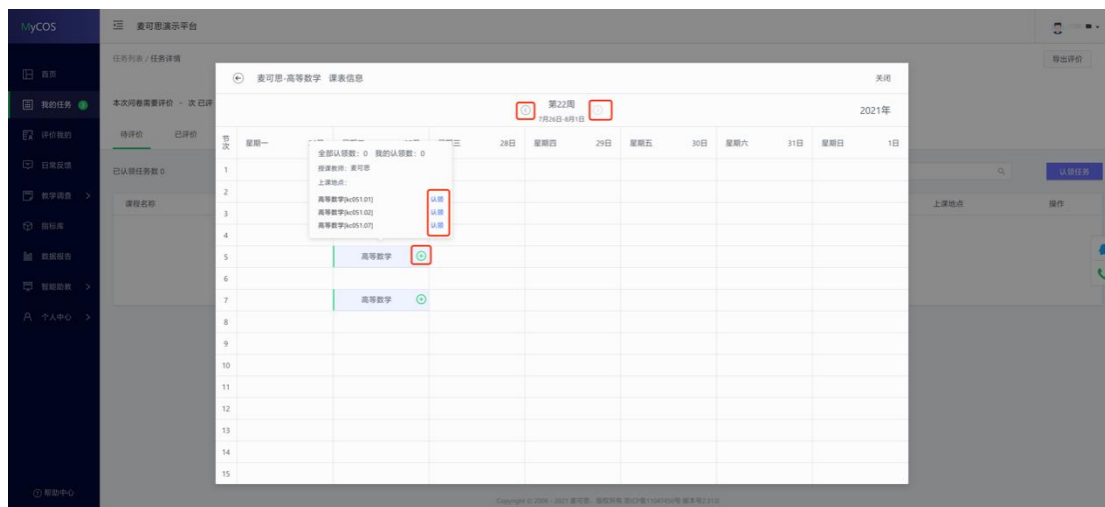 MyCOS
麦可思演示平台
任务列表 / 任务详情
导出评价
首页
我的任务
评价我的
日常反馈
教学调查
指标库
数据报告
智能助教
个人中心
帮助中心
本次问卷需要评价 - 次 已评
待评价 已评价
已认领任务数 0
认领任务
课程名称
上课地点
操作
麦可思-高等数学 课表信息
关闭
第22周
7月26日-8月1日
2021年
节次 星期一 28日 星期四 29日 星期五 30日 星期六 31日 星期日 1日
全部认领数：0 我的认领数：0
授课教师：麦可思
上课地点：
高等数学[kc051.01] 认领
高等数学[kc051.02] 认领
高等数学[kc051.07] 认领
1
2
3
4
5 高等数学
6
7 高等数学
8
9
10
11
12
13
14
15